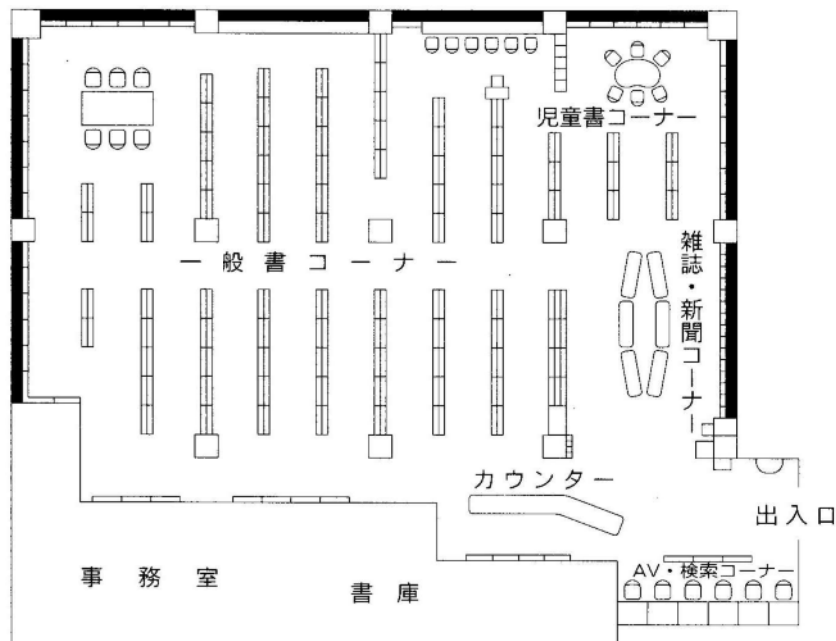 児童書コーナー
一般書コーナー
雑誌・新聞コーナー
カウンター
出入口
AV・検索コーナー
事務室
書庫